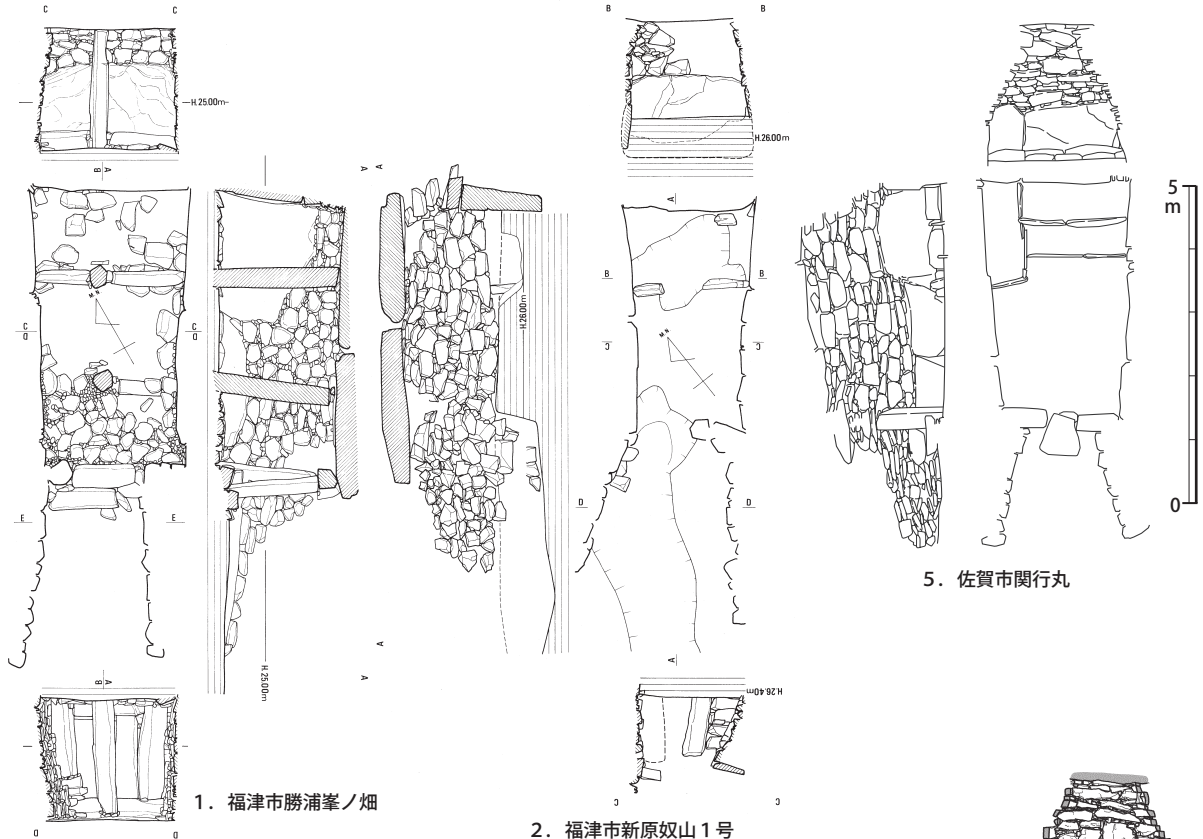 C C
H.25.00m
B A
A A
C D
C D
M.N
E E
H.25.00m
A A
B A
D D
1. 福津市勝浦峯ノ畑
B B
H.26.00m
A
H.26.00m
B B
C C
M.N
D D
A
H.26.40m
C C
2. 福津市新原奴山1号
5
m
0
5. 佐賀市関行丸